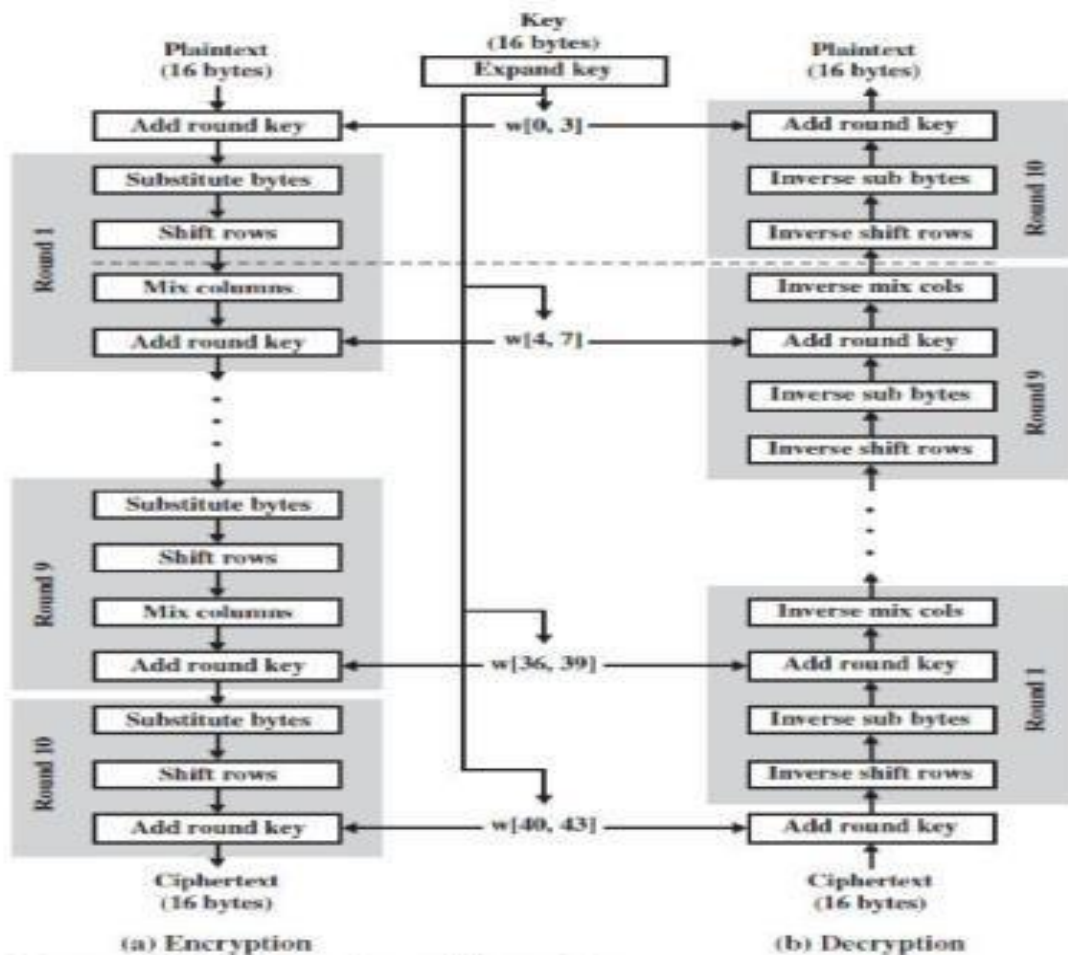 Plaintext
(16 bytes)
Add round key
Substitute bytes
Shift rows
Mix columns
Add round key
Round 1
Substitute bytes
Shift rows
Mix columns
Add round key
Round 9
Substitute bytes
Shift rows
Add round key
Round 10
Ciphertext
(16 bytes)
(a) Encryption
Key
(16 bytes)
Expand key
w[0, 3]
w[4, 7]
w[36, 39]
w[40, 43]
Plaintext
(16 bytes)
Add round key
Inverse sub bytes
Inverse shift rows
Round 10
Inverse mix cols
Add round key
Inverse sub bytes
Inverse shift rows
Round 9
Inverse mix cols
Add round key
Inverse sub bytes
Inverse shift rows
Round 1
Add round key
Ciphertext
(16 bytes)
(b) Decryption